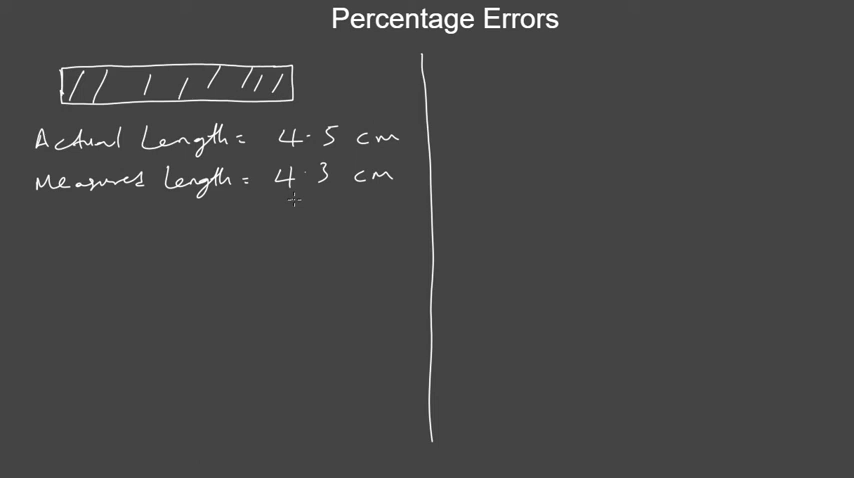 Percentage Errors
Actual Length = 4.5 cm
Measured Length = 4.3 cm